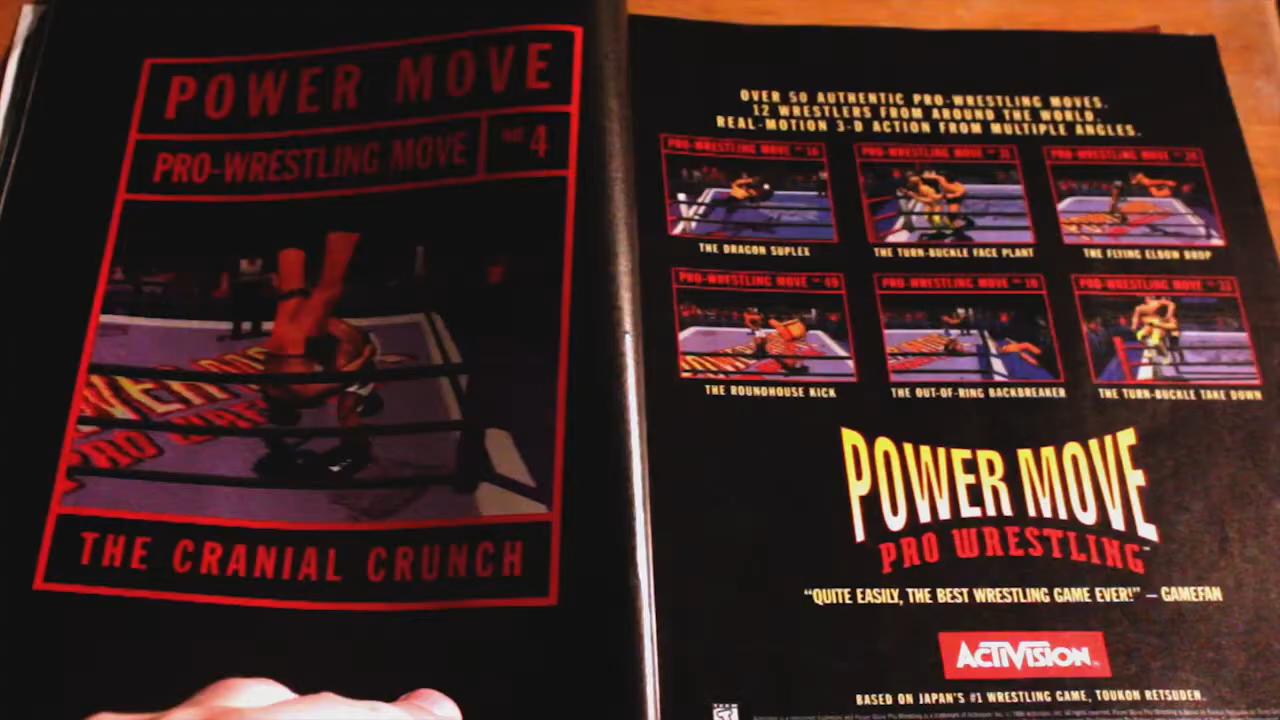 POWER MOVE
PRO-WRESTLING MOVE Nº 4
THE CRANIAL CRUNCH
OVER 50 AUTHENTIC PRO-WRESTLING MOVES.
12 WRESTLERS FROM AROUND THE WORLD.
REAL-MOTION 3-D ACTION FROM MULTIPLE ANGLES.
PRO-WRESTLING MOVE
PRO-WRESTLING MOVE
PRO-WRESTLING MOVE
THE DRAGON SUPLEX
THE TURN-BUCKLE FACE PLANT
THE FLYING ELBOW DROP
PRO-WRESTLING MOVE Nº 49
PRO-WRESTLING MOVE
PRO-WRESTLING MOVE
THE ROUNDHOUSE KICK
THE OUT-OF-RING BACKBREAKER
THE TURN-BUCKLE TAKE DOWN
POWER MOVE
PRO WRESTLING™
"QUITE EASILY, THE BEST WRESTLING GAME EVER!" – GAMEFAN
ACTIVISION
BASED ON JAPAN'S #1 WRESTLING GAME, TOUKON RETSUDEN.